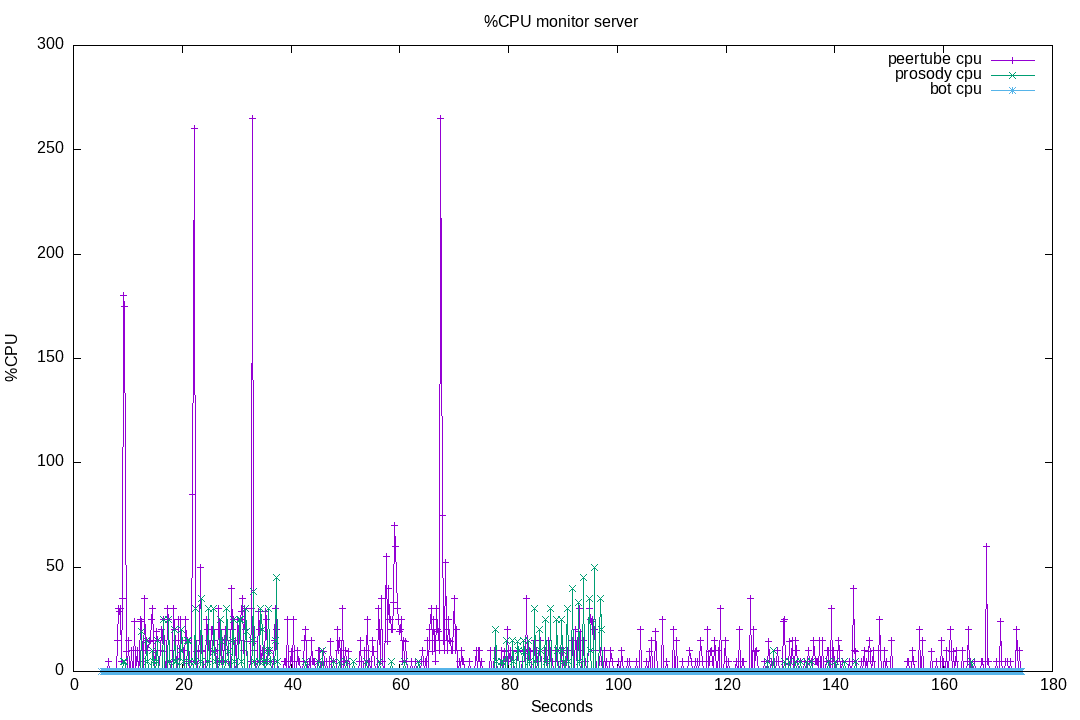 %CPU monitor server
peertube cpu
prosody cpu
bot cpu
300
250
200
150
100
50
0
%CPU
0 20 40 60 80 100 120 140 160 180
Seconds